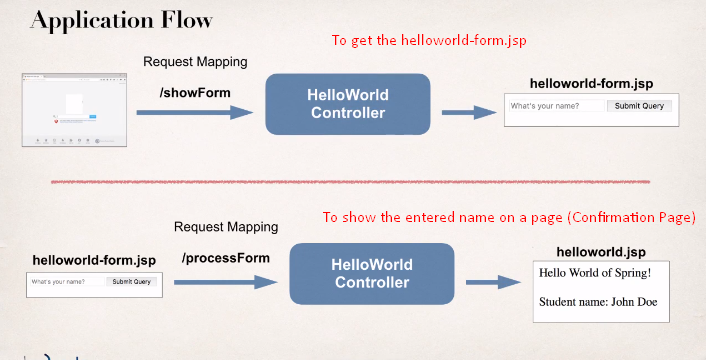 Application Flow
To get the helloworld-form.jsp
Request Mapping
/showForm
HelloWorld
Controller
helloworld-form.jsp
What's your name?
Submit Query
To show the entered name on a page (Confirmation Page)
Request Mapping
/processForm
helloworld-form.jsp
What's your name?
Submit Query
HelloWorld
Controller
helloworld.jsp
Hello World of Spring!
Student name: John Doe